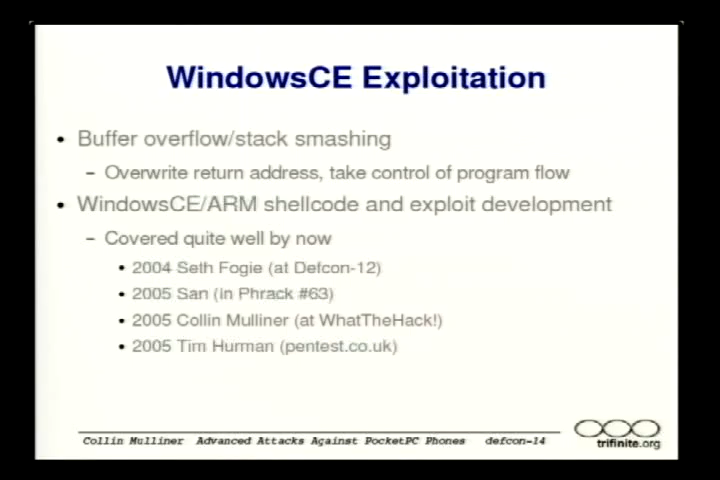 WindowsCE Exploitation
• Buffer overflow/stack smashing
– Overwrite return address, take control of program flow
• WindowsCE/ARM shellcode and exploit development
– Covered quite well by now
• 2004 Seth Fogie (at Defcon-12)
• 2005 San (in Phrack #63)
• 2005 Collin Mulliner (at WhatTheHack!)
• 2005 Tim Hurman (pentest.co.uk)
Collin Mulliner Advanced Attacks Against PocketPC Phones defcon-14
trifinite.org